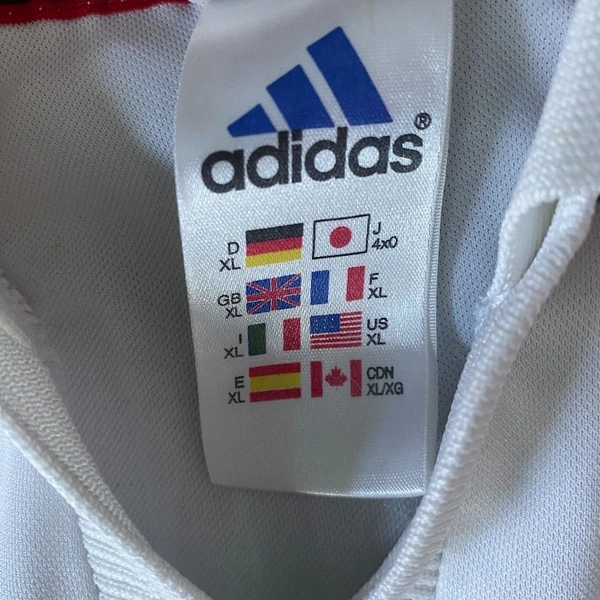 adidas®
D XL
J 4x0
GB XL
F XL
I XL
US XL
E XL
CDN XL/XG